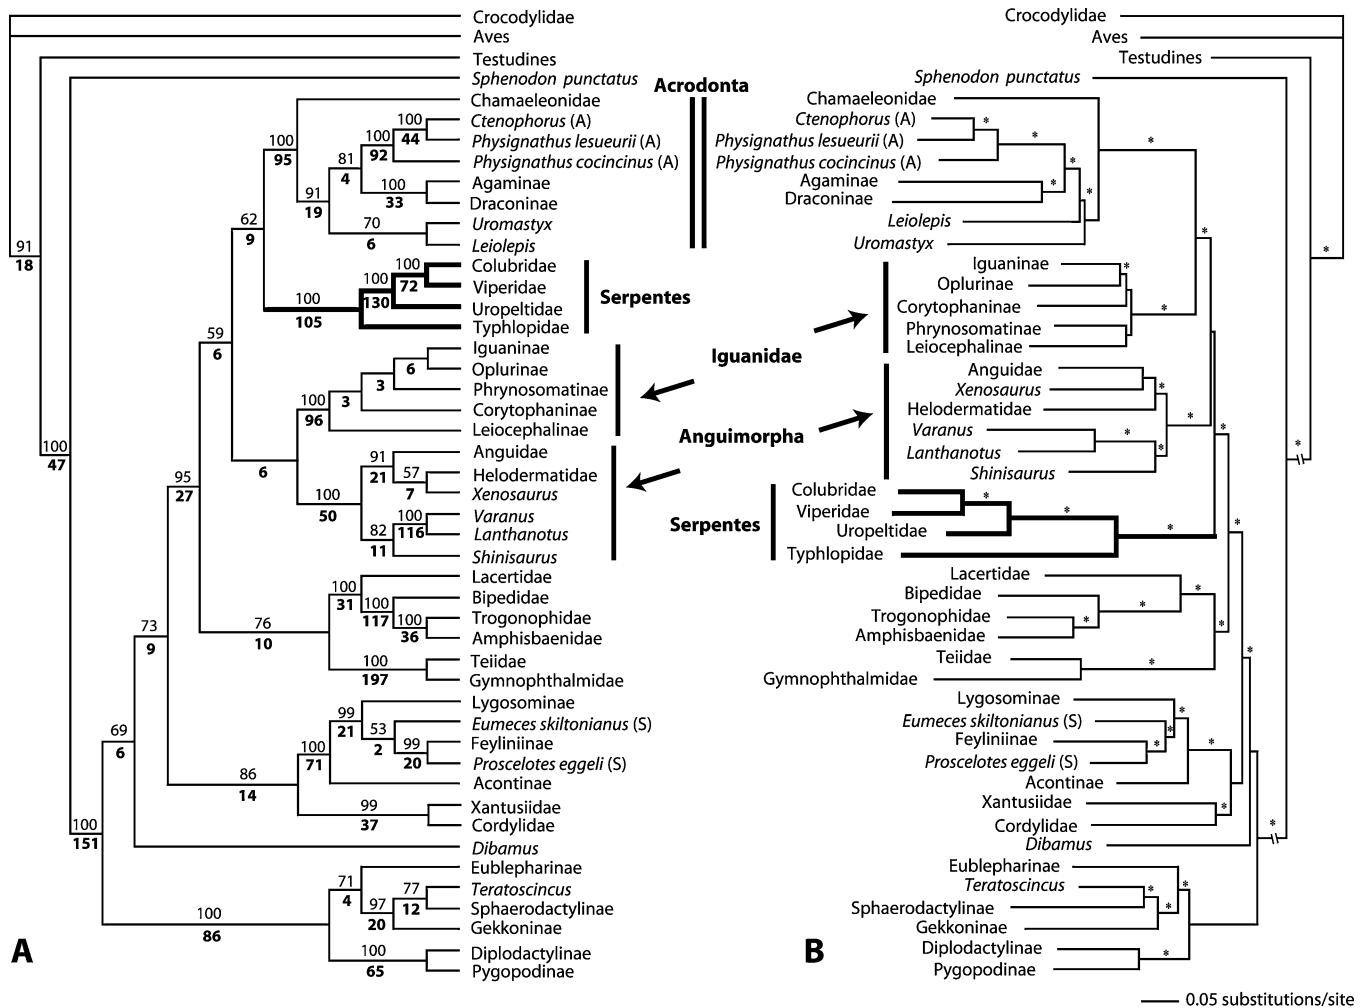 Crocodylidae
Aves
Testudines
Sphenodon punctatus
Chamaeleonidae
Ctenophorus (A)
Physignathus lesueurii (A)
Physignathus cocincinus (A)
Agaminae
Draconinae
Uromastyx
Leiolepis
Colubridae
Viperidae
Uropeltidae
Typhlopidae
Iguaninae
Oplurinae
Phrynosomatinae
Corytophaninae
Leiocephalinae
Anguidae
Helodermatidae
Xenosaurus
Varanus
Lanthanotus
Shinisaurus
Lacertidae
Bipedidae
Trogonophidae
Amphisbaenidae
Teiidae
Gymnophthalmidae
Lygosominae
Eumeces skiltonianus (S)
Feyliniinae
Proscelotes eggeli (S)
Acontinae
Xantusiidae
Cordylidae
Dibamus
Eublepharinae
Teratoscincus
Sphaerodactylinae
Gekkoninae
Diplodactylinae
Pygopodinae
91
18
100
47
100
151
69
6
73
9
95
27
59
6
62
9
100
95
91
19
81
4
100
92
100
44
100
33
70
6
100
105
100
130
100
72
6
100
96
3
3
6
100
50
91
21
57
7
82
11
100
116
76
10
100
31
100
117
100
36
100
197
86
14
100
71
99
21
53
2
99
20
99
37
100
86
71
4
97
20
77
12
100
65
A
Acrodonta
Serpentes
Iguanidae
Anguimorpha
Serpentes
Crocodylidae
Aves
Testudines
Sphenodon punctatus
Chamaeleonidae
Ctenophorus (A)
Physignathus lesueurii (A)
Physignathus cocincinus (A)
Agaminae
Draconinae
Leiolepis
Uromastyx
Iguaninae
Oplurinae
Corytophaninae
Phrynosomatinae
Leiocephalinae
Anguidae
Xenosaurus
Helodermatidae
Varanus
Lanthanotus
Shinisaurus
Colubridae
Viperidae
Uropeltidae
Typhlopidae
Lacertidae
Bipedidae
Trogonophidae
Amphisbaenidae
Teiidae
Gymnophthalmidae
Lygosominae
Eumeces skiltonianus (S)
Feyliniinae
Proscelotes eggeli (S)
Acontinae
Xantusiidae
Cordylidae
Dibamus
Eublepharinae
Teratoscincus
Sphaerodactylinae
Gekkoninae
Diplodactylinae
Pygopodinae
B
0.05 substitutions/site